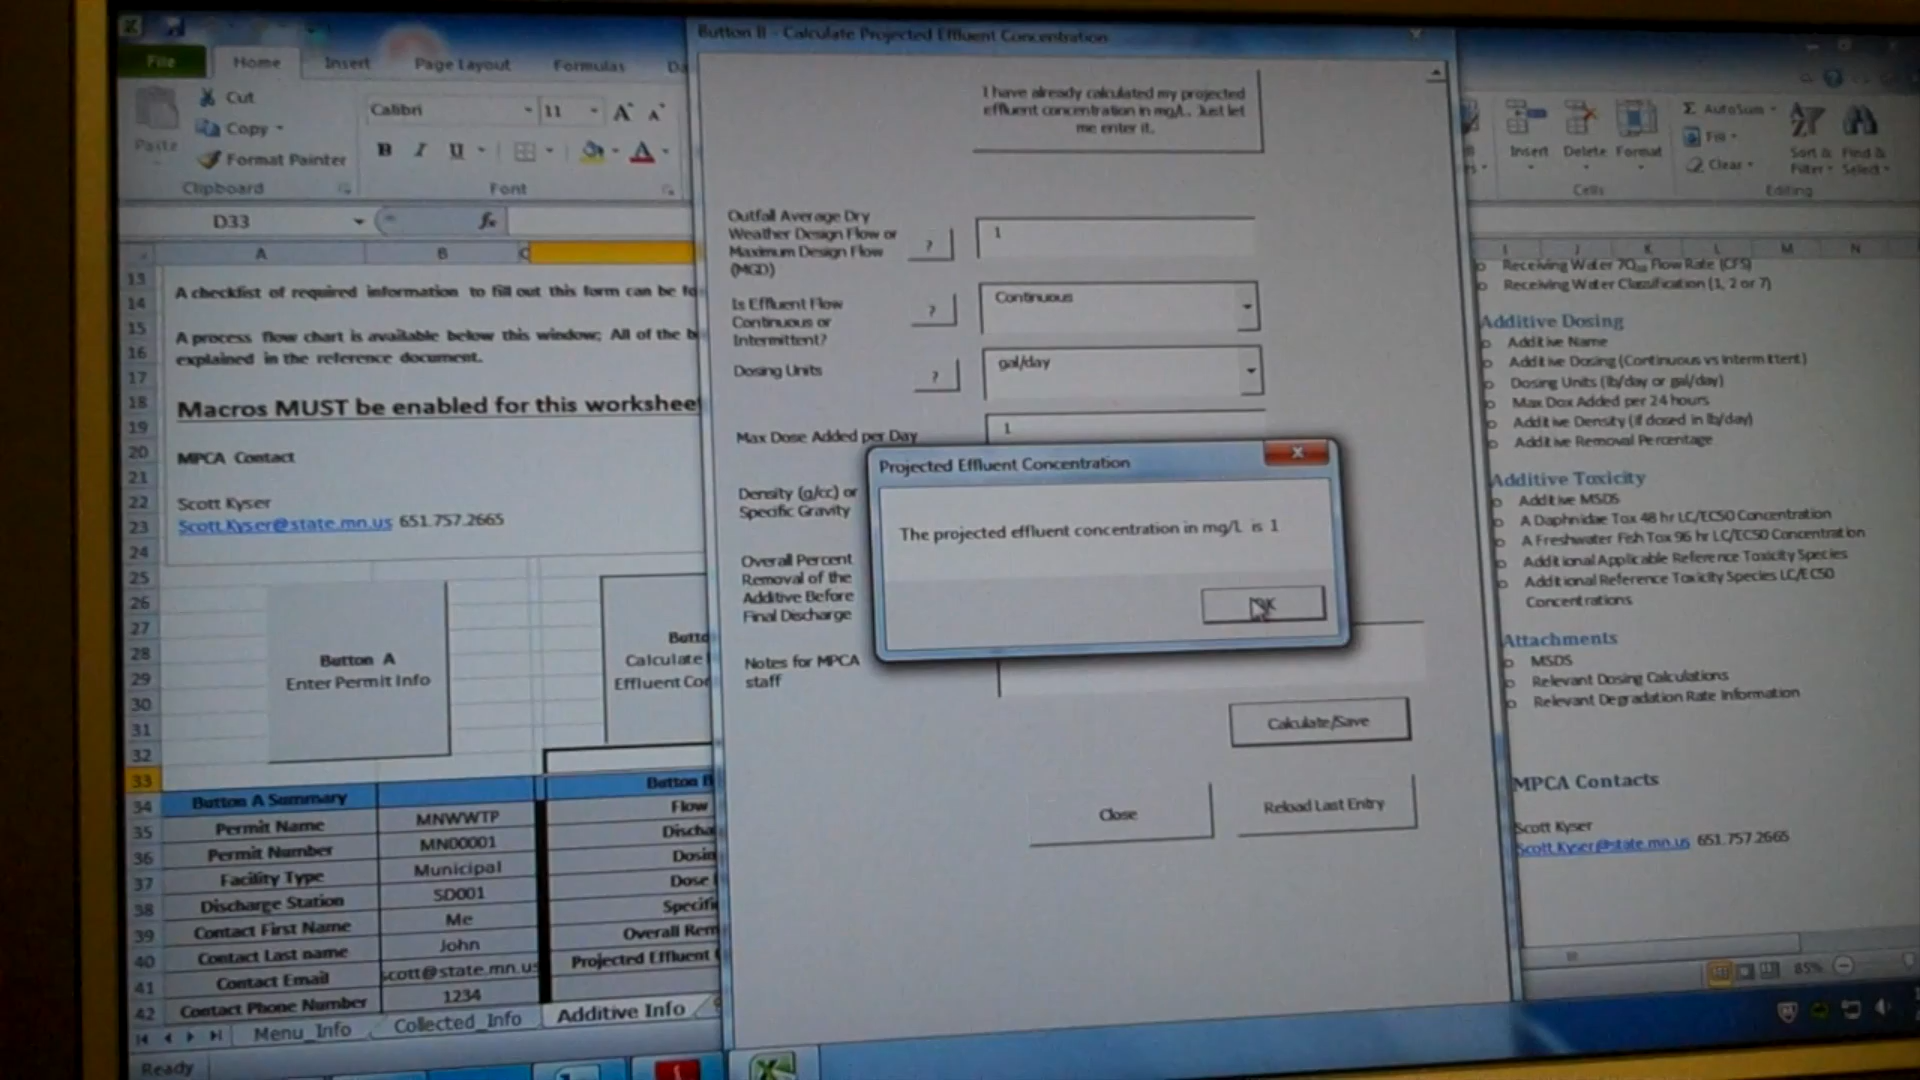 Button B - Calculate Projected Effluent Concentration
File
Home
Insert
Page Layout
Formulas
Da
Cut
Copy
Paste
Format Painter
Clipboard
Calibri
11
B I U
Font
AutoSum
Fill
Clear
Insert
Delete
Format
Cells
Sort & Filter
Find & Select
Editing
D33
fx
A
B
C
I
J
K
L
M
N
13
14
15
16
17
18
19
20
21
22
23
24
25
26
27
28
29
30
31
32
33
34
35
36
37
38
39
40
41
42
A checklist of required information to fill out this form can be fo
A process flow chart is available below this window; All of the b
explained in the reference document.
Macros MUST be enabled for this workshee
MPCA Contact
Scott Kyser
Scott.Kyser@state.mn.us 651.757.2665
Button A
Enter Permit Info
Butto
Calculate
Effluent Co
Button A Summary
Permit Name MNWWTP
Permit Number MN00001
Facility Type Municipal
Discharge Station SD001
Contact First Name Me
Contact Last name John
Contact Email scott@state.mn.us
Contact Phone Number 1234
Button B
Flow
Discha
Dosin
Dose
Specifi
Overall Rem
Projected Effluent
Menu_Info
Collected_Info
Additive Info
Ready
I have already calculated my projected
effluent concentration in mg/L. Just let
me enter it.
Outfall Average Dry
Weather Design Flow or
Maximum Design Flow
(MGD)
?
1
Is Effluent Flow
Continuous or
Intermittent?
?
Continuous
Dosing Units
?
gal/day
Max Dose Added per Day
1
Density (g/cc) or
Specific Gravity
Overall Percent
Removal of the
Additive Before
Final Discharge
Notes for MPCA
staff
Projected Effluent Concentration
The projected effluent concentration in mg/L is 1
OK
Calculate/Save
Close
Reload Last Entry
Receiving Water 7Q10 Flow Rate (CFS)
Receiving Water Classification (1, 2 or 7)
Additive Dosing
Additive Name
Additive Dosing (Continuous vs Intermittent)
Dosing Units (lb/day or gal/day)
Max Dox Added per 24 hours
Additive Density (if dosed in lb/day)
Additive Removal Percentage
Additive Toxicity
Additive MSDS
A Daphnidae Tox 48 hr LC/EC50 Concentration
A Freshwater Fish Tox 96 hr LC/EC50 Concentration
Additional Applicable Reference Toxicity Species
Additional Reference Toxicity Species LC/EC50
Concentrations
Attachments
MSDS
Relevant Dosing Calculations
Relevant Degradation Rate Information
MPCA Contacts
Scott Kyser
Scott.Kyser@state.mn.us 651.757.2665
85%